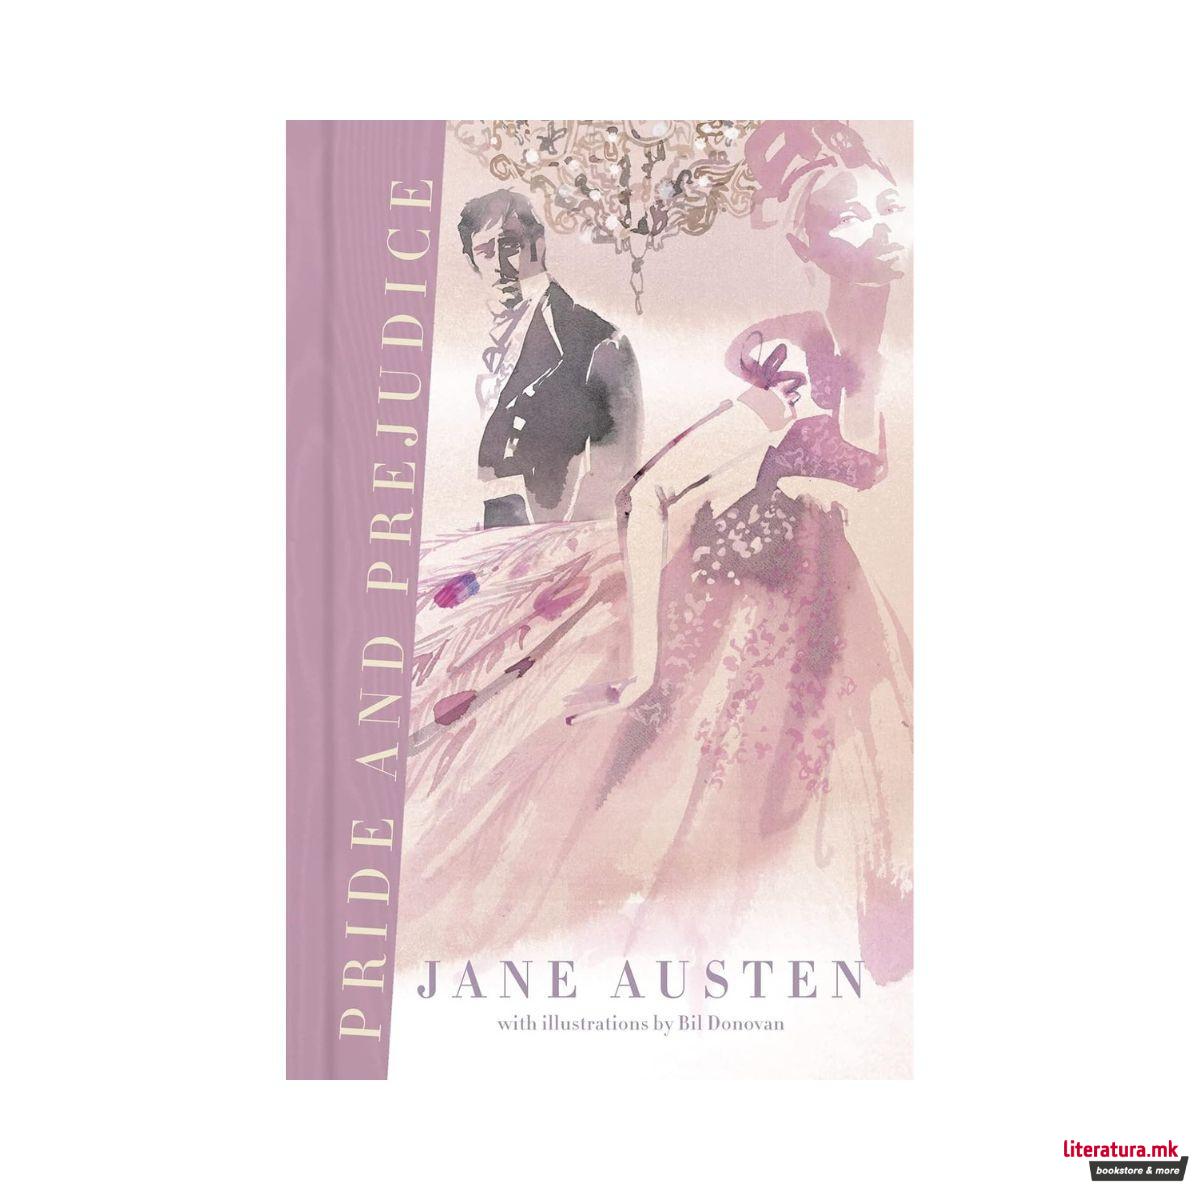 PRIDE AND PREJUDICE
JANE AUSTEN
with illustrations by Bil Donovan
literatura.mk
bookstore & more